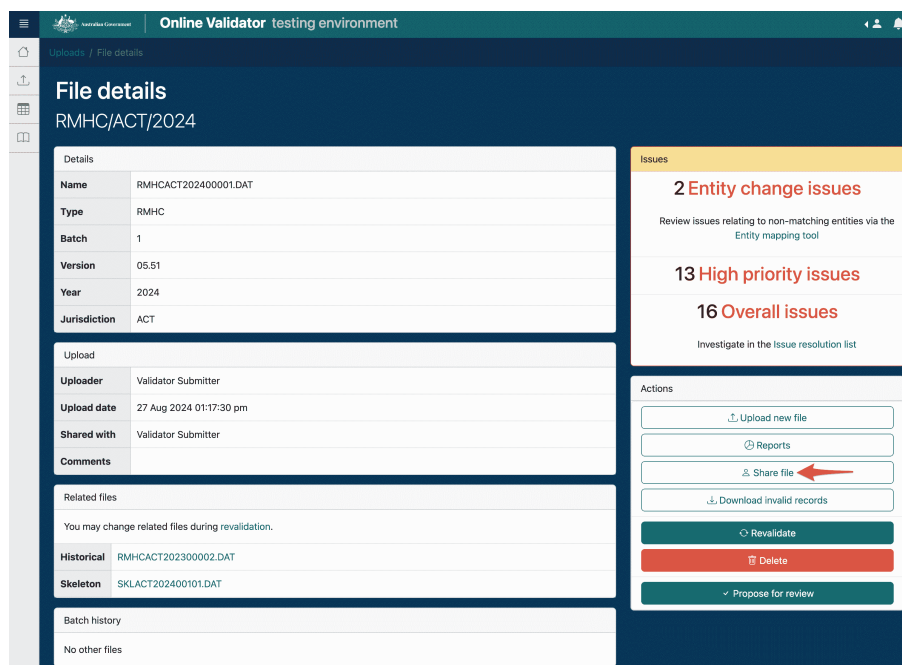 Australian Government
Online Validator testing environment
Uploads / File details
File details
RMHC/ACT/2024
Details
Name RMHCACT202400001.DAT
Type RMHC
Batch 1
Version 05.51
Year 2024
Jurisdiction ACT
Upload
Uploader Validator Submitter
Upload date 27 Aug 2024 01:17:30 pm
Shared with Validator Submitter
Comments
Related files
You may change related files during revalidation.
Historical RMHCACT202300002.DAT
Skeleton SKLACT202400101.DAT
Batch history
No other files
Issues
2 Entity change issues
Review issues relating to non-matching entities via the
Entity mapping tool
13 High priority issues
16 Overall issues
Investigate in the Issue resolution list
Actions
Upload new file
Reports
Share file
Download invalid records
Revalidate
Delete
Propose for review